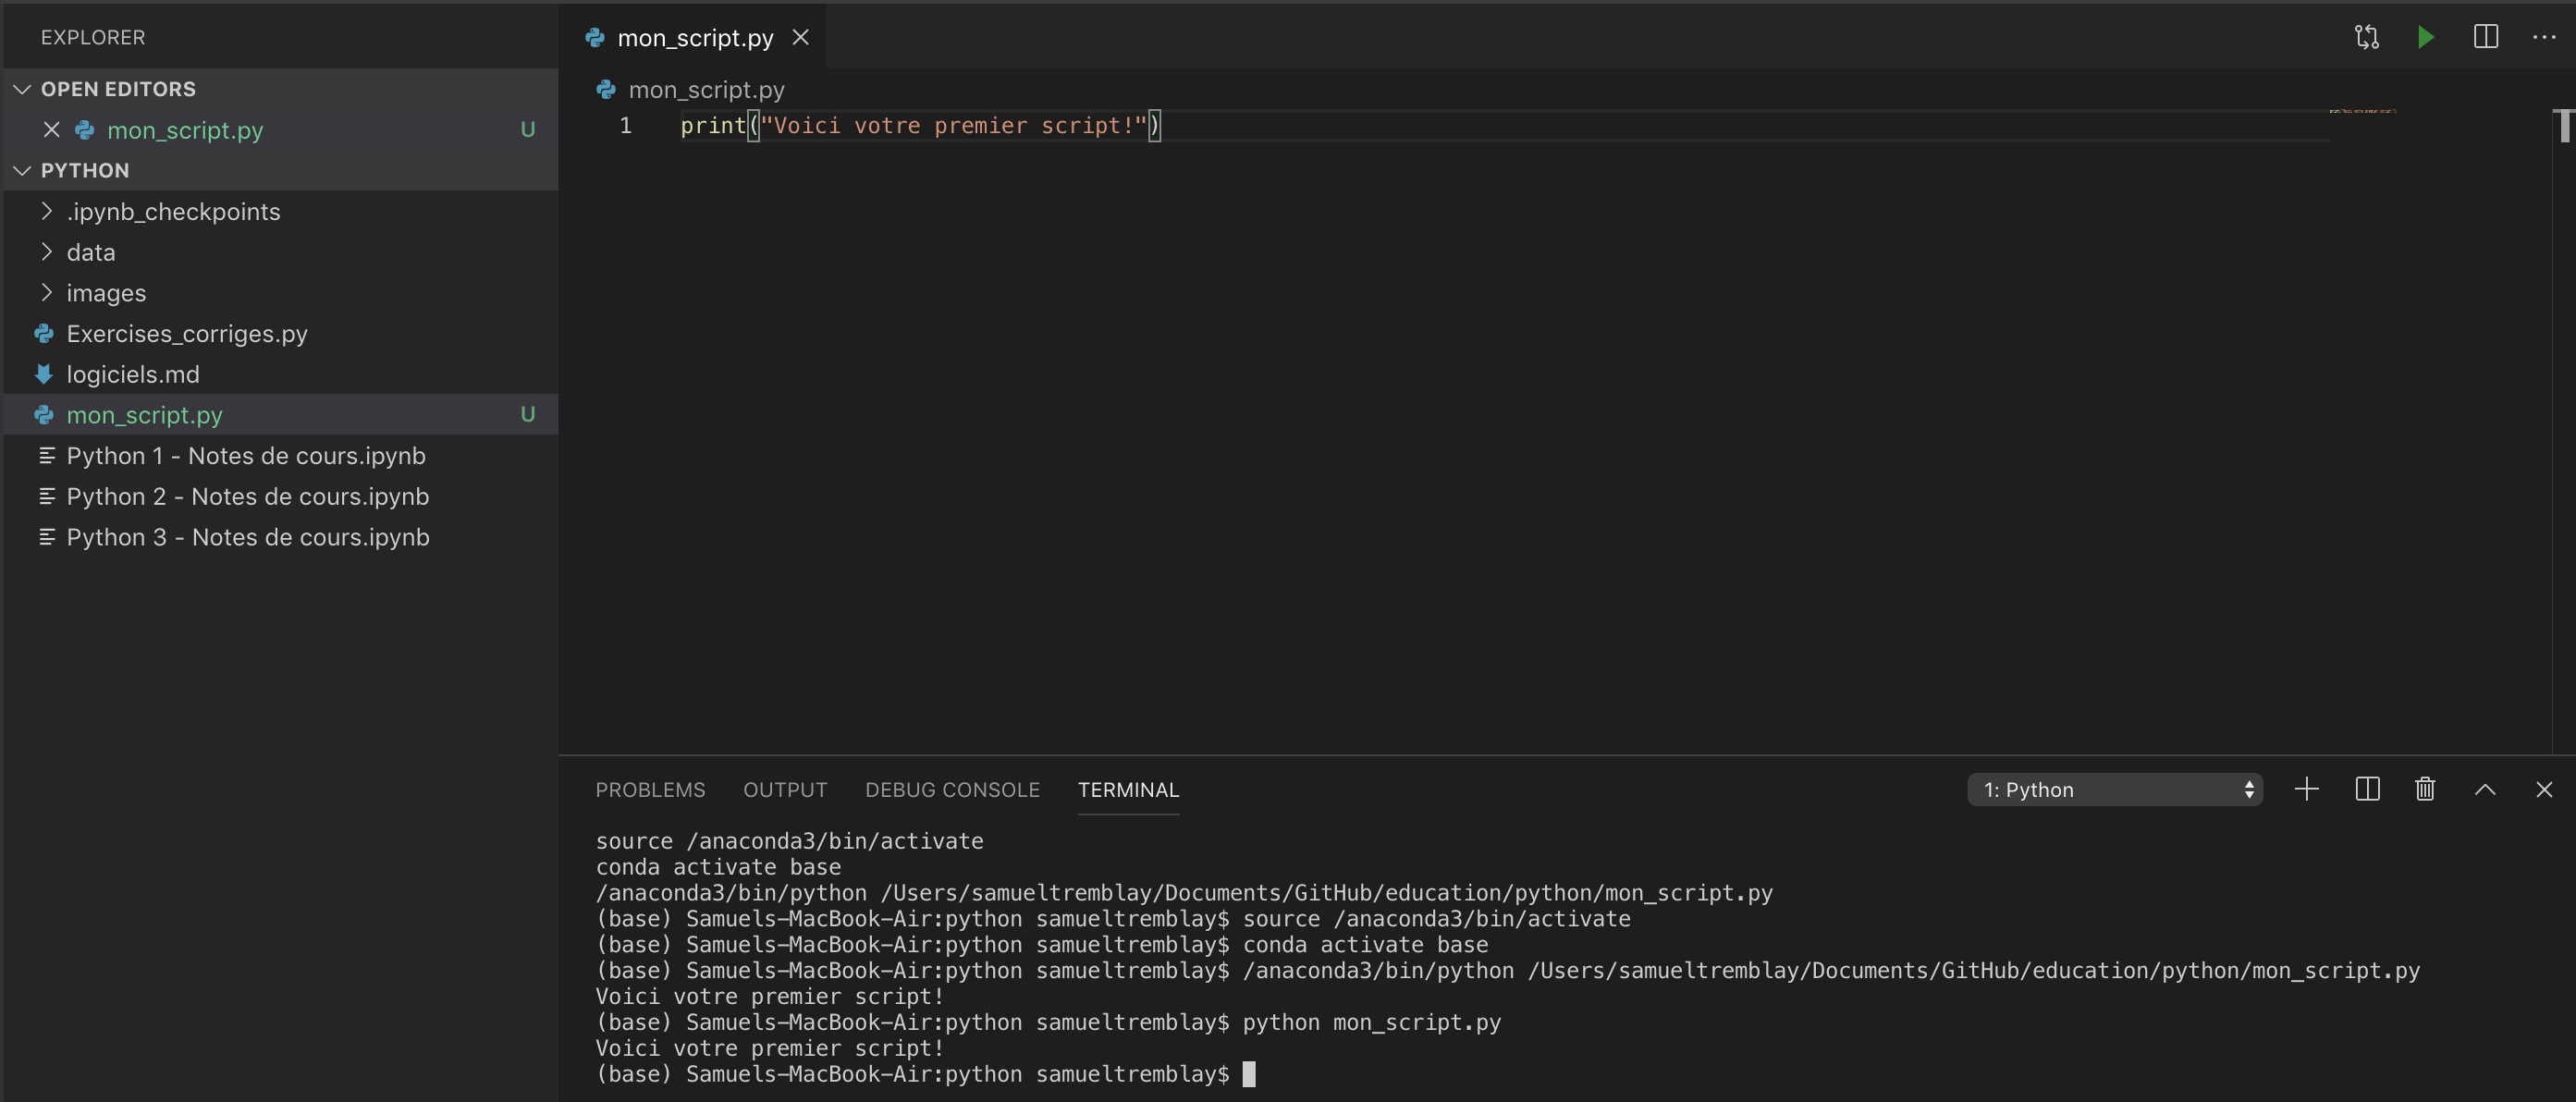 EXPLORER
OPEN EDITORS
mon_script.py U
PYTHON
.ipynb_checkpoints
data
images
Exercises_corriges.py
logiciels.md
mon_script.py U
Python 1 - Notes de cours.ipynb
Python 2 - Notes de cours.ipynb
Python 3 - Notes de cours.ipynb
mon_script.py
mon_script.py
1 print("Voici votre premier script!")
PROBLEMS OUTPUT DEBUG CONSOLE TERMINAL 1: Python
source /anaconda3/bin/activate
conda activate base
/anaconda3/bin/python /Users/samueltremblay/Documents/GitHub/education/python/mon_script.py
(base) Samuels-MacBook-Air:python samueltremblay$ source /anaconda3/bin/activate
(base) Samuels-MacBook-Air:python samueltremblay$ conda activate base
(base) Samuels-MacBook-Air:python samueltremblay$ /anaconda3/bin/python /Users/samueltremblay/Documents/GitHub/education/python/mon_script.py
Voici votre premier script!
(base) Samuels-MacBook-Air:python samueltremblay$ python mon_script.py
Voici votre premier script!
(base) Samuels-MacBook-Air:python samueltremblay$